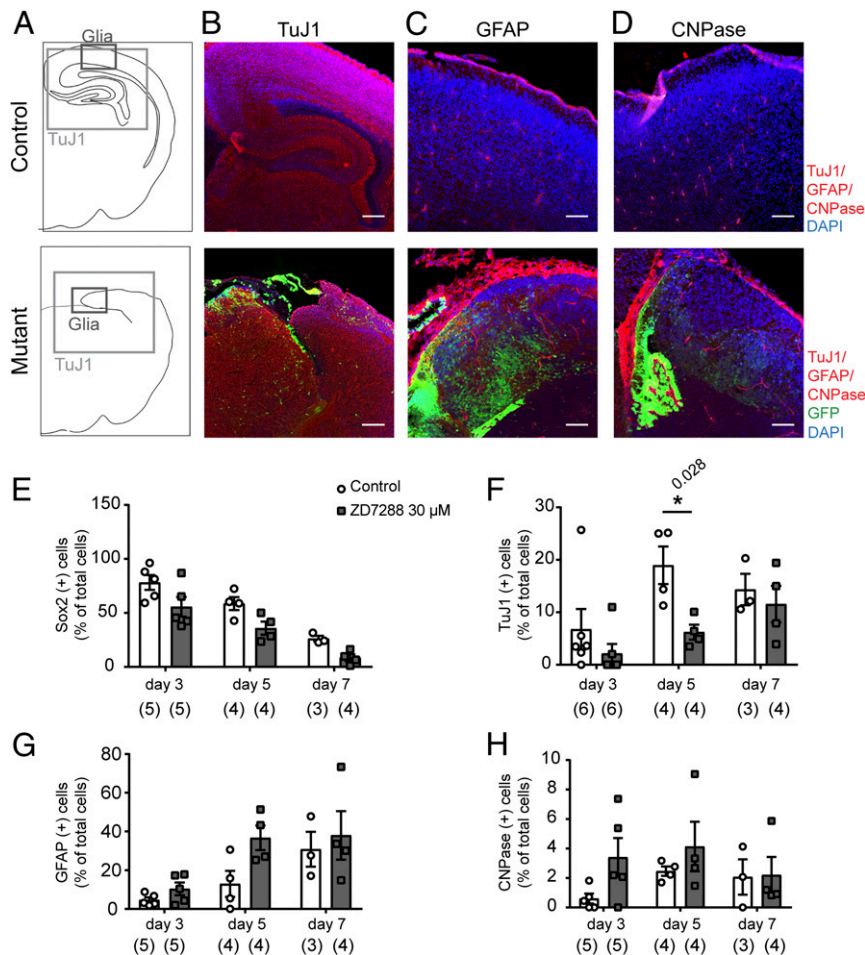 A
B
C
D
TuJ1
GFAP
CNPase
Control
Glia
TuJ1
TuJ1/
GFAP/
CNPase
DAPI
Mutant
Glia
TuJ1
TuJ1/
GFAP/
CNPase
GFP
DAPI
E
Control
ZD7288 30 µM
Sox2 (+) cells
(% of total cells)
150
100
50
0
day 3
day 5
day 7
(5) (5)
(4) (4)
(3) (4)
F
0.028
*
TuJ1 (+) cells
(% of total cells)
30
20
10
0
day 3
day 5
day 7
(6) (6)
(4) (4)
(3) (4)
G
GFAP (+) cells
(% of total cells)
80
60
40
20
0
day 3
day 5
day 7
(5) (5)
(4) (4)
(3) (4)
H
CNPase (+) cells
(% of total cells)
10
8
6
4
2
0
day 3
day 5
day 7
(5) (5)
(4) (4)
(3) (4)